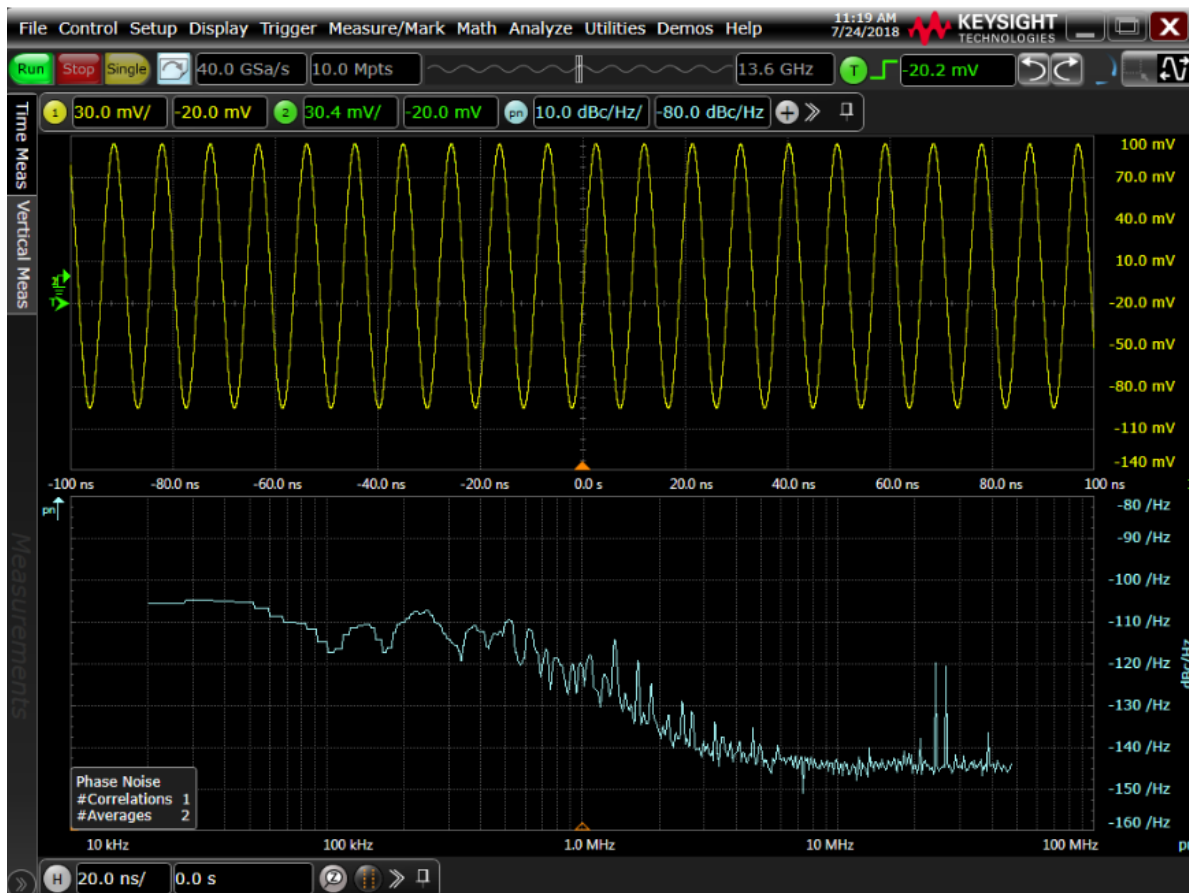 File Control Setup Display Trigger Measure/Mark Math Analyze Utilities Demos Help
11:19 AM
7/24/2018
KEYSIGHT
TECHNOLOGIES
Run Stop Single 40.0 GSa/s 10.0 Mpts 13.6 GHz T -20.2 mV
1 30.0 mV/ -20.0 mV 2 30.4 mV/ -20.0 mV pn 10.0 dBc/Hz/ -80.0 dBc/Hz
Time Meas
Vertical Meas
Measurements
100 mV
70.0 mV
40.0 mV
10.0 mV
-20.0 mV
-50.0 mV
-80.0 mV
-110 mV
-140 mV
2
T
-100 ns -80.0 ns -60.0 ns -40.0 ns -20.0 ns 0.0 s 20.0 ns 40.0 ns 60.0 ns 80.0 ns 100 ns
pn
-80 /Hz
-90 /Hz
-100 /Hz
-110 /Hz
-120 /Hz
-130 /Hz
-140 /Hz
-150 /Hz
-160 /Hz
dBc/Hz
Phase Noise
#Correlations 1
#Averages 2
10 kHz 100 kHz 1.0 MHz 10 MHz 100 MHz
H 20.0 ns/ 0.0 s